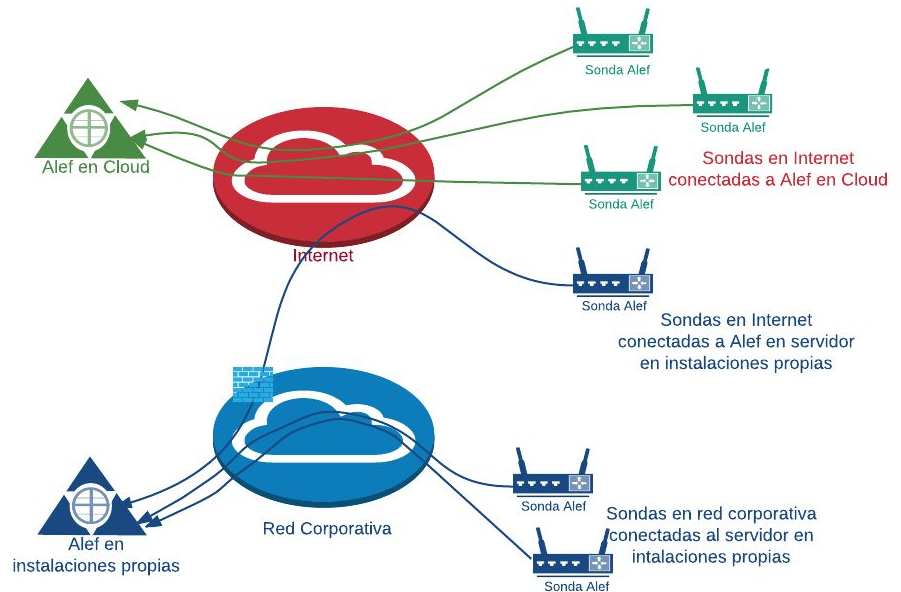 Sonda Alef
Sonda Alef
Alef en Cloud
Sondas en Internet
conectadas a Alef en Cloud
Sonda Alef
Internet
Sonda Alef
Sondas en Internet
conectadas a Alef en servidor
en instalaciones propias
Sonda Alef
Sondas en red corporativa
conectadas al servidor en
intalaciones propias
Red Corporativa
Alef en
instalaciones propias
Sonda Alef